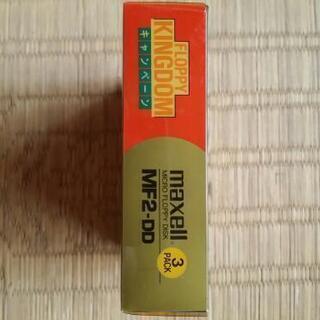 FLOPPY
KINGDOM
キャンペーン
maxell®
MICRO FLOPPY DISK
MF2-DD
3
PACK